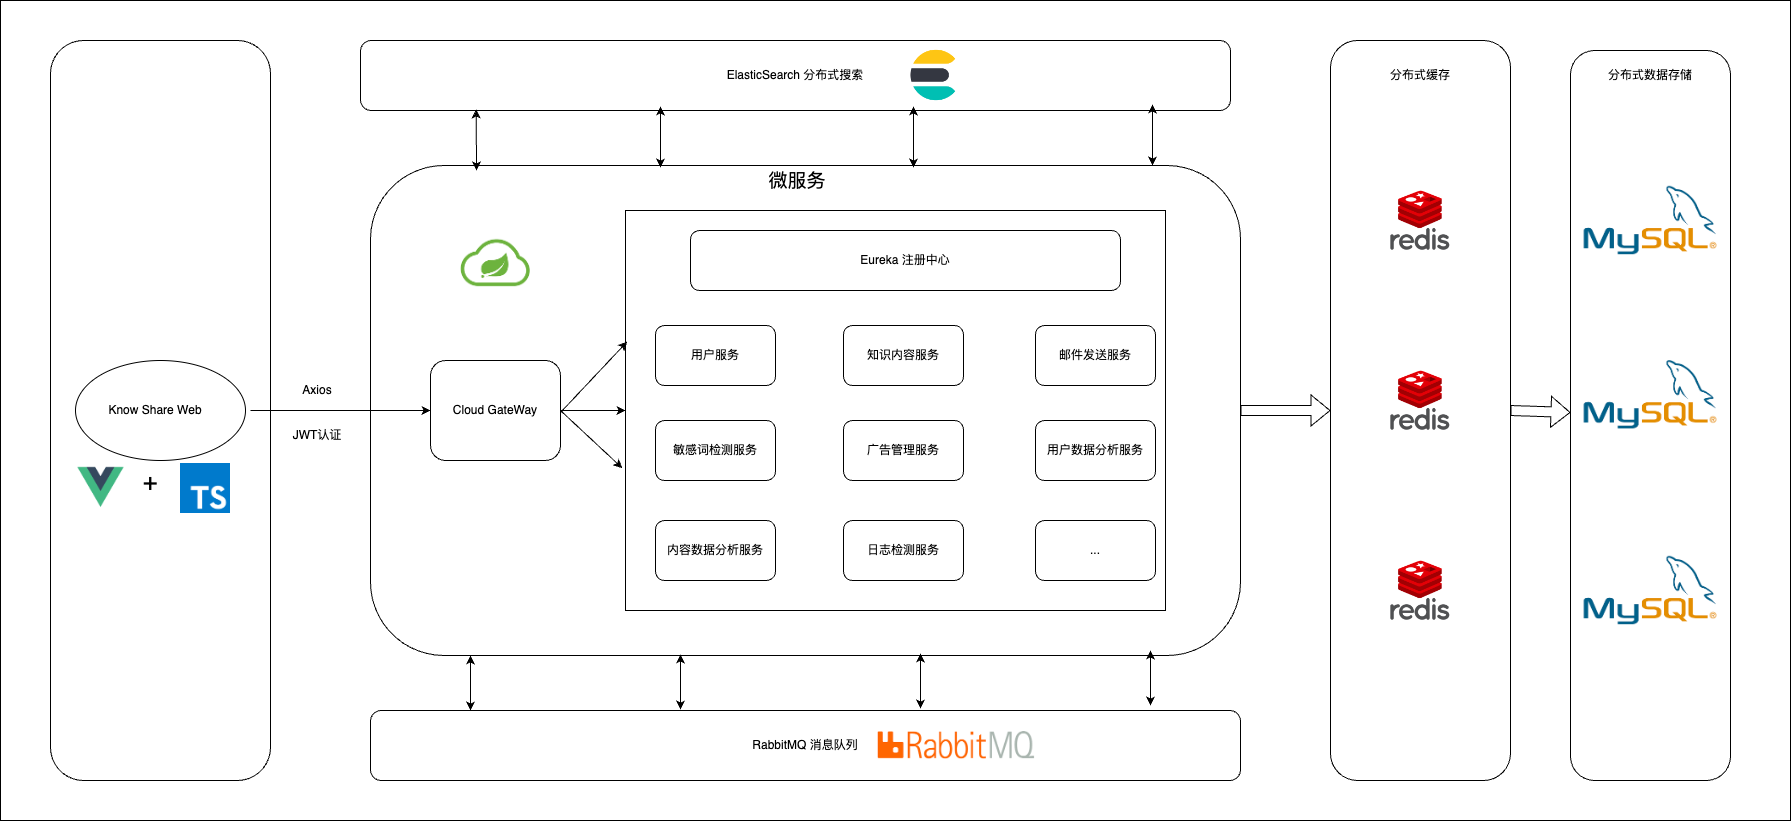 ElasticSearch 分布式搜索
分布式缓存
分布式数据存储
微服务
Eureka 注册中心
redis
MySQL®
用户服务
知识内容服务
邮件发送服务
Know Share Web
Axios
JWT认证
Cloud GateWay
redis
MySQL®
敏感词检测服务
广告管理服务
用户数据分析服务
+
TS
内容数据分析服务
日志检测服务
...
redis
MySQL®
RabbitMQ 消息队列
RabbitMQ